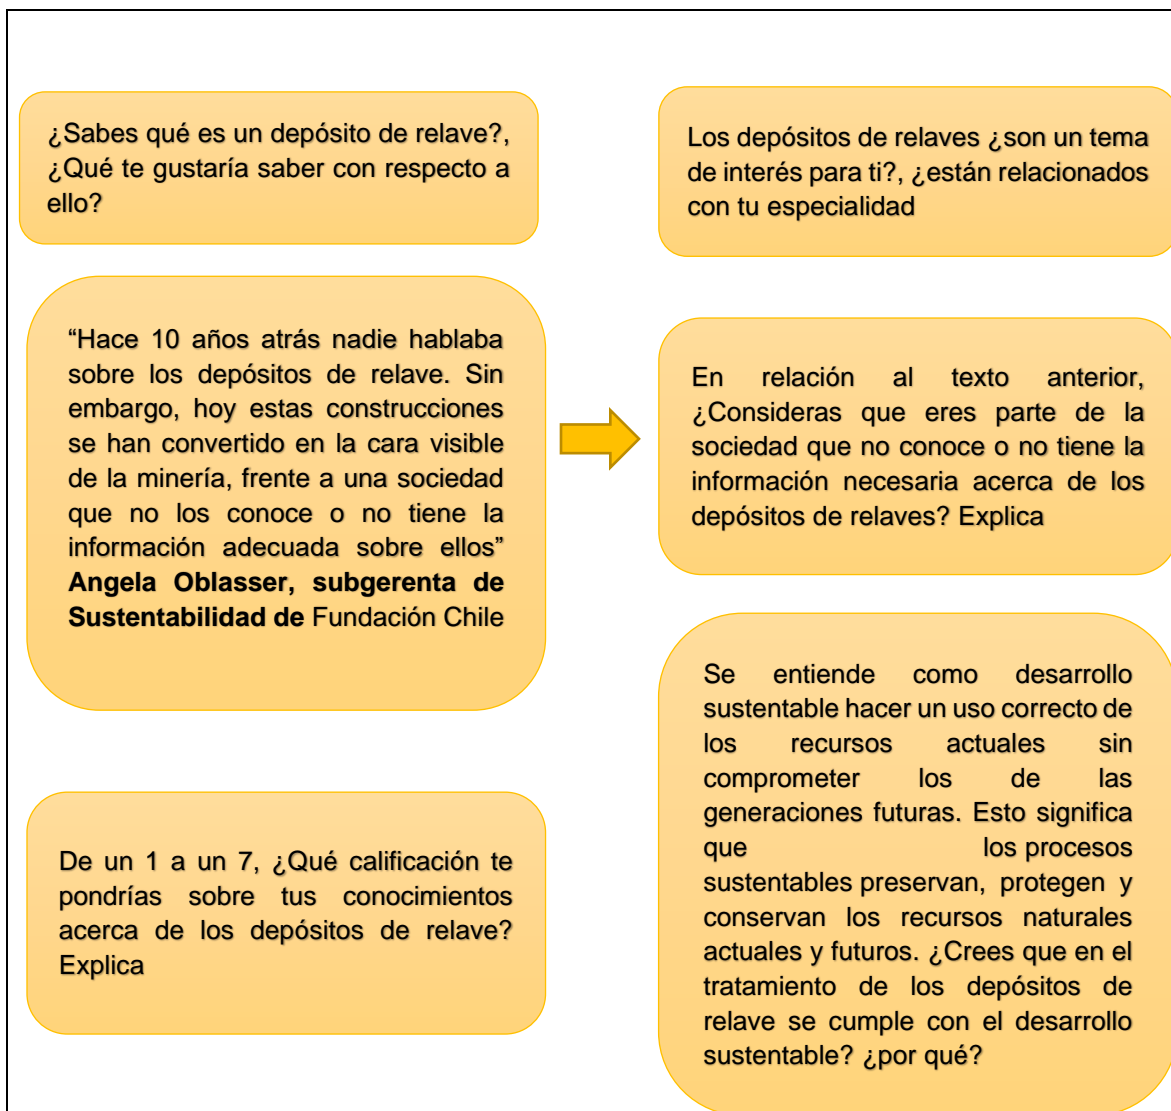 ¿Sabes qué es un depósito de relave?,
¿Qué te gustaría saber con respecto a
ello?
Los depósitos de relaves ¿son un tema
de interés para ti?, ¿están relacionados
con tu especialidad
“Hace 10 años atrás nadie hablaba
sobre los depósitos de relave. Sin
embargo, hoy estas construcciones
se han convertido en la cara visible
de la minería, frente a una sociedad
que no los conoce o no tiene la
información adecuada sobre ellos”
Angela Oblasser, subgerenta de
Sustentabilidad de Fundación Chile
En relación al texto anterior,
¿Consideras que eres parte de la
sociedad que no conoce o no tiene la
información necesaria acerca de los
depósitos de relaves? Explica
De un 1 a un 7, ¿Qué calificación te
pondrías sobre tus conocimientos
acerca de los depósitos de relave?
Explica
Se entiende como desarrollo
sustentable hacer un uso correcto de
los recursos actuales sin
comprometer los de las
generaciones futuras. Esto significa
que los procesos
sustentables preservan, protegen y
conservan los recursos naturales
actuales y futuros. ¿Crees que en el
tratamiento de los depósitos de
relave se cumple con el desarrollo
sustentable? ¿por qué?